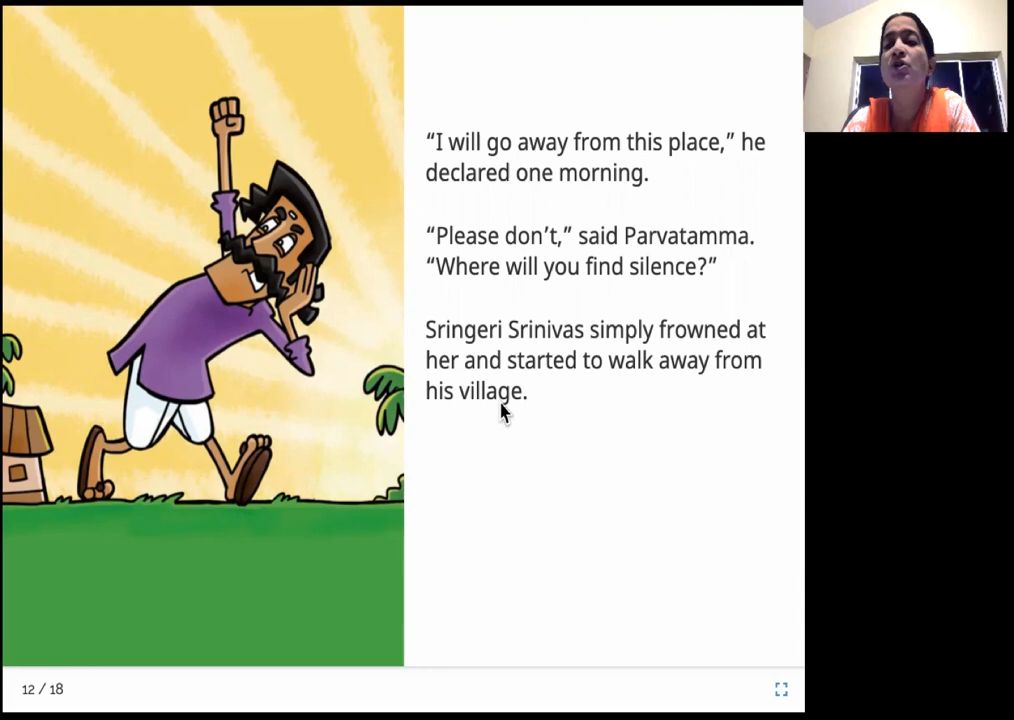 “I will go away from this place,” he
declared one morning.
“Please don’t,” said Parvatamma.
“Where will you find silence?”
Sringeri Srinivas simply frowned at
her and started to walk away from
his village.
12 / 18